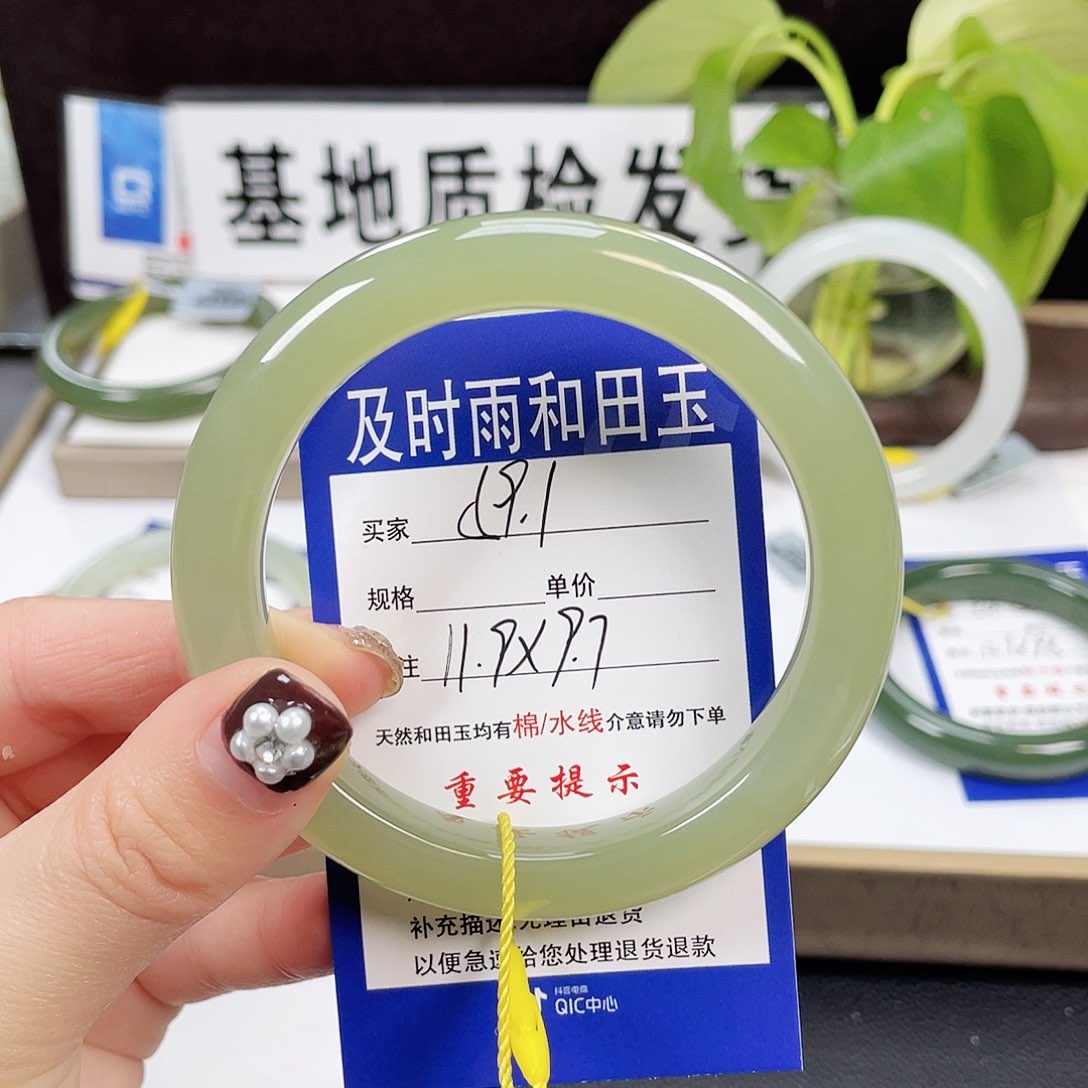 基地质检发
及时雨和田玉
买家 59.1
规格 单价
注 11.9X9.7
天然和田玉均有棉/水线介意请勿下单
重要提示
补充描述
以便急速给您处理退货退款
抖音电商
QIC中心